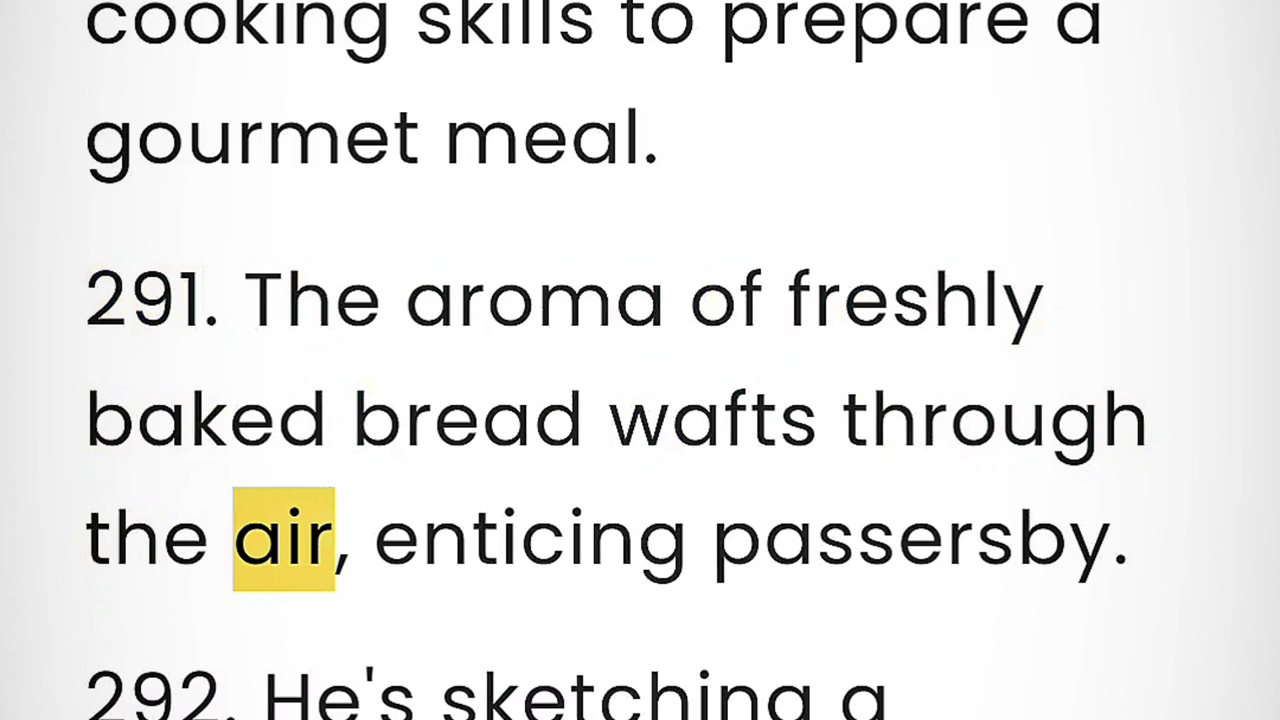 cooking skills to prepare a
gourmet meal.
291. The aroma of freshly
baked bread wafts through
the air, enticing passersby.
292. He's sketching a